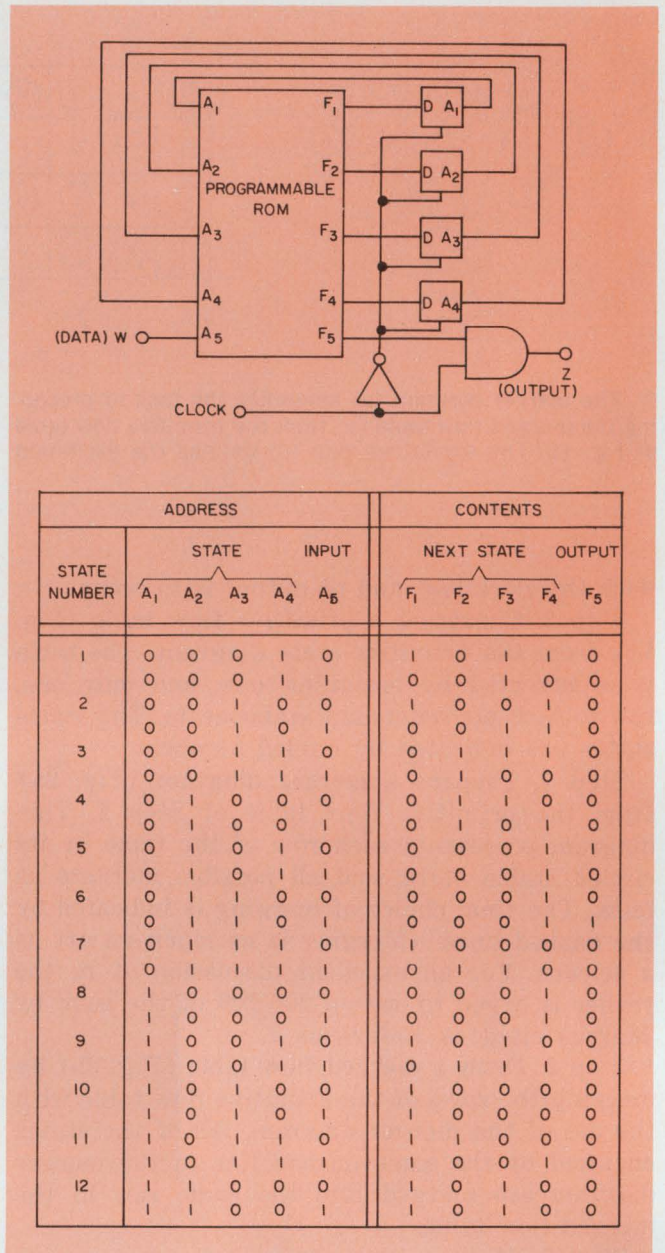 A₁ F₁ D A₁
A₂ F₂ D A₂
PROGRAMMABLE
ROM
A₃ F₃ D A₃
A₄ F₄ D A₄
(DATA) W A₅ F₅
Z
(OUTPUT)
CLOCK
ADDRESS CONTENTS
STATE INPUT NEXT STATE OUTPUT
STATE
NUMBER A₁ A₂ A₃ A₄ A₅ F₁ F₂ F₃ F₄ F₅
1 0 0 0 1 0 1 0 1 1 0
0 0 0 1 1 0 0 1 0 0
2 0 0 1 0 0 1 0 0 1 0
0 0 1 0 1 0 0 1 1 0
3 0 0 1 1 0 0 1 1 1 0
0 0 1 1 1 0 1 0 0 0
4 0 1 0 0 0 0 1 1 0 0
0 1 0 0 1 0 1 0 1 0
5 0 1 0 1 0 0 0 0 1 1
0 1 0 1 1 0 1 1 0 0
6 0 1 1 0 0 0 1 0 1 0
0 1 1 0 1 0 0 0 1 1
7 0 1 1 1 0 1 0 0 0 0
0 1 1 1 1 0 1 1 0 0
8 1 0 0 0 0 0 0 0 1 0
1 0 0 0 1 0 0 0 1 0
9 1 0 0 1 0 1 0 1 0 0
1 0 0 1 1 0 1 1 1 0
10 1 0 1 0 0 1 0 0 0 0
1 0 1 0 1 1 0 0 0 0
11 1 0 1 1 0 1 1 0 0 0
1 0 1 1 1 1 0 0 1 0
12 1 1 0 0 0 1 0 1 0 0
1 1 0 0 1 1 0 1 0 0